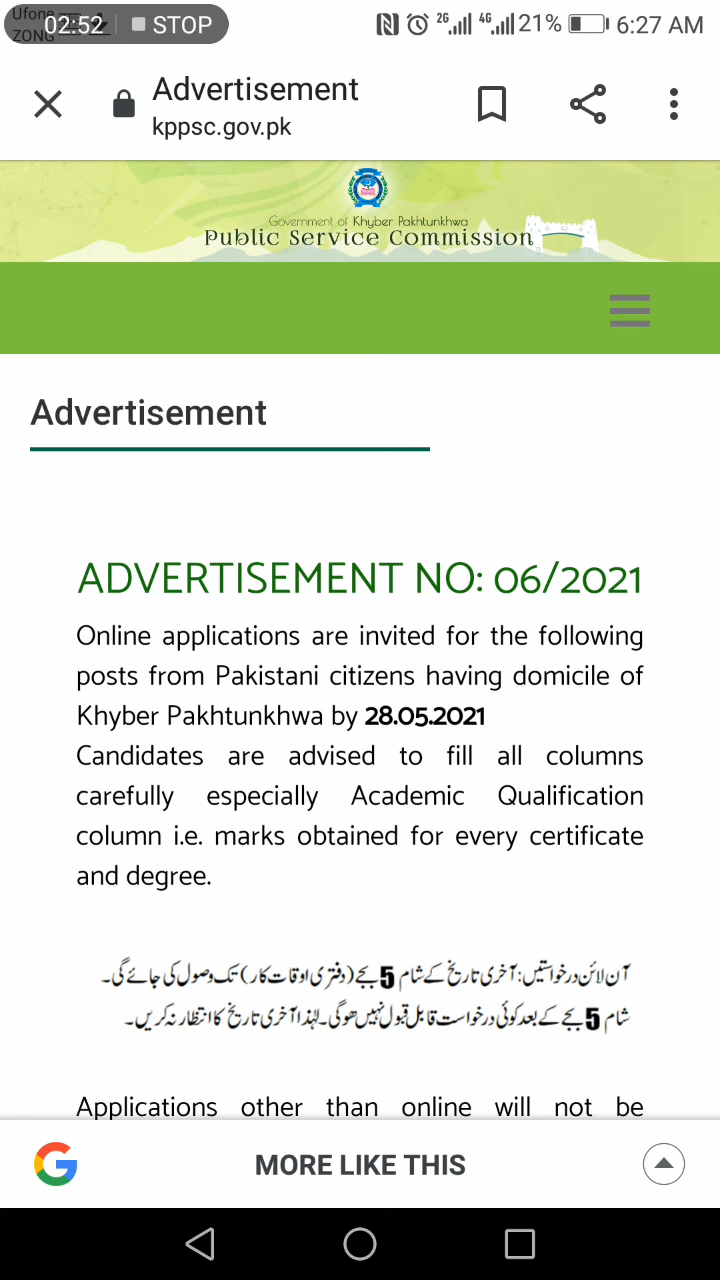 Ufone
ZONG
02:52 STOP
2G 4G 21% 6:27 AM
Advertisement
kppsc.gov.pk
Government of Khyber Pakhtunkhwa
Public Service Commission
Advertisement
ADVERTISEMENT NO: 06/2021
Online applications are invited for the following
posts from Pakistani citizens having domicile of
Khyber Pakhtunkhwa by 28.05.2021
Candidates are advised to fill all columns
carefully especially Academic Qualification
column i.e. marks obtained for every certificate
and degree.
آن لائن درخواستیں: آخری تاریخ کے شام 5 بجے (دفتری اوقات کار) تک وصول کی جائے گی۔
شام 5 بجے کے بعد کوئی درخواست قابل قبول نہیں ھوگی۔ لہٰذا آخری تاریخ کا انتظار نہ کریں۔
Applications other than online will not be
MORE LIKE THIS